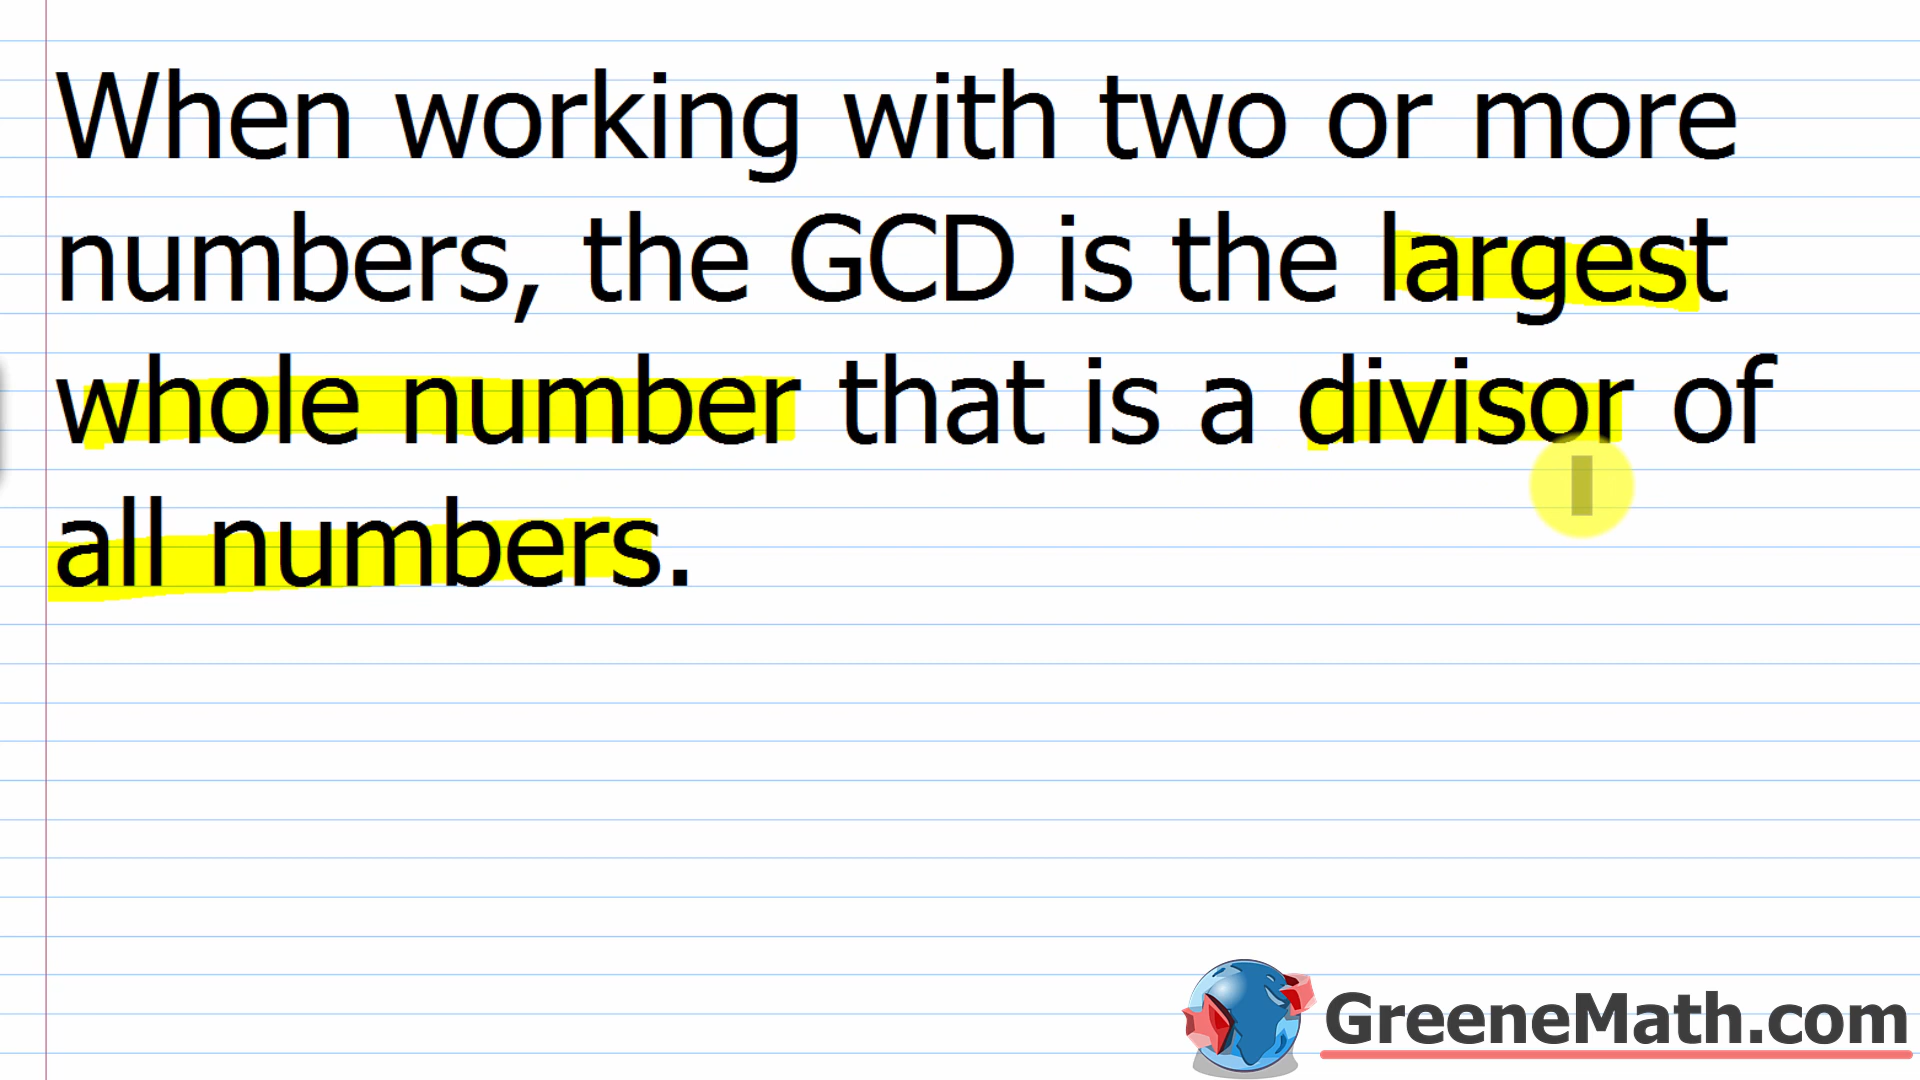 When working with two or more
numbers, the GCD is the largest
whole number that is a divisor of
all numbers.
GreeneMath.com